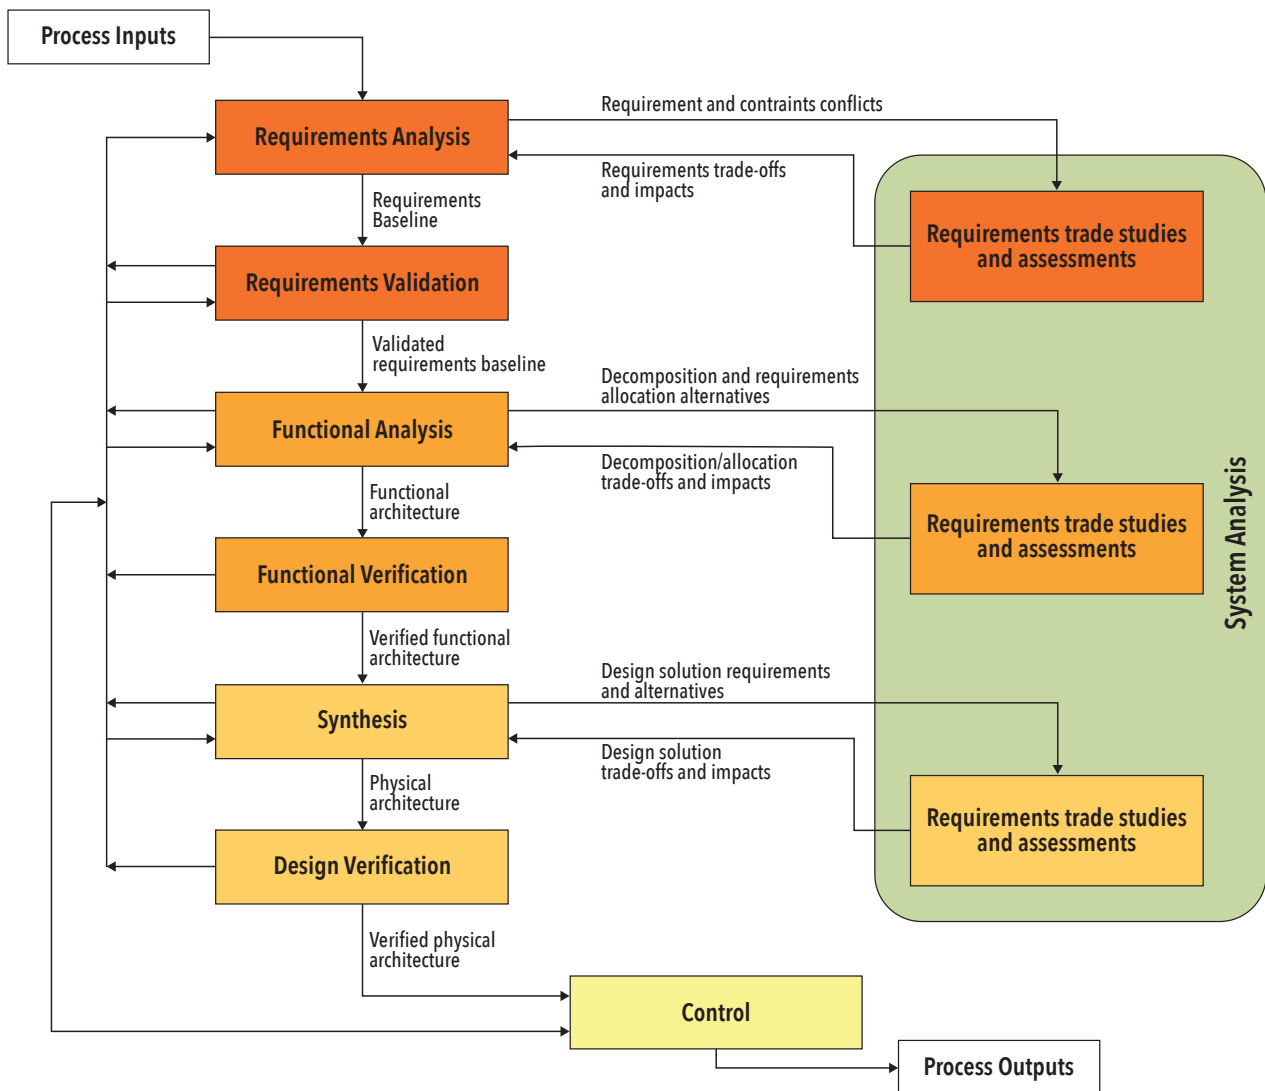 Process Inputs
Requirements Analysis
Requirement and contraints conflicts
Requirements trade-offs
and impacts
Requirements
Baseline
Requirements trade studies
and assessments
Requirements Validation
Validated
requirements baseline
Decomposition and requirements
allocation alternatives
Functional Analysis
Decomposition/allocation
trade-offs and impacts
Functional
architecture
Requirements trade studies
and assessments
System Analysis
Functional Verification
Verified functional
architecture
Design solution requirements
and alternatives
Synthesis
Design solution
trade-offs and impacts
Physical
architecture
Requirements trade studies
and assessments
Design Verification
Verified physical
architecture
Control
Process Outputs